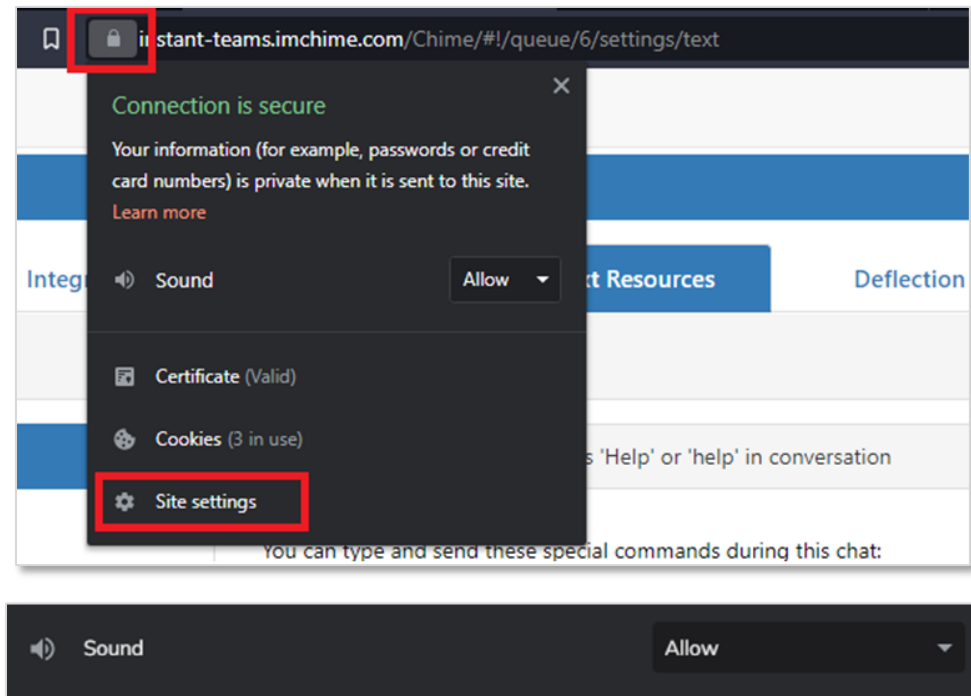 instant-teams.imchime.com/Chime/#!/queue/6/settings/text
Connection is secure
Your information (for example, passwords or credit
card numbers) is private when it is sent to this site.
Learn more
Integ
Sound
Allow
t Resources
Deflection
Certificate (Valid)
Cookies (3 in use)
s 'Help' or 'help' in conversation
Site settings
You can type and send these special commands during this chat:
Sound
Allow